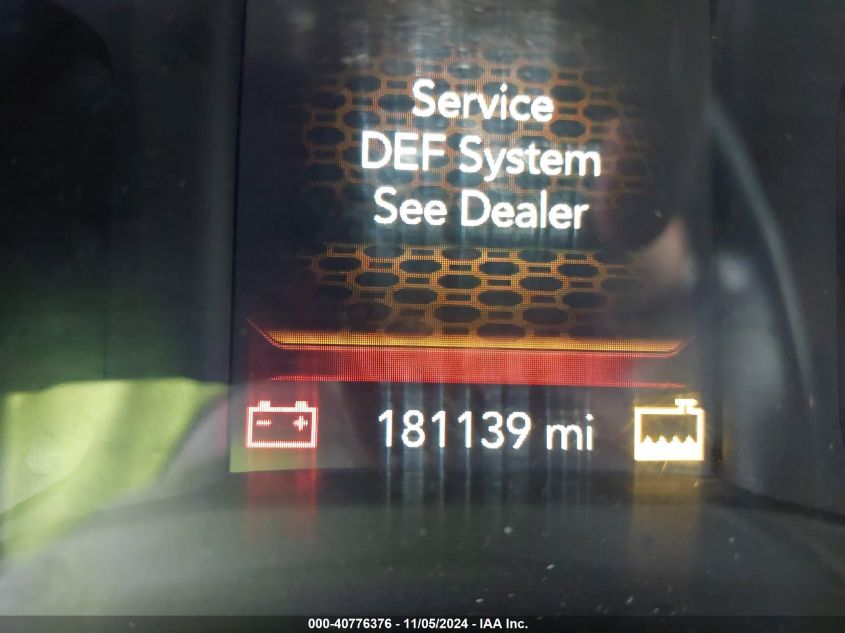 Service
DEF System
See Dealer
181139 mi
000-40776376 - 11/05/2024 - IAA Inc.